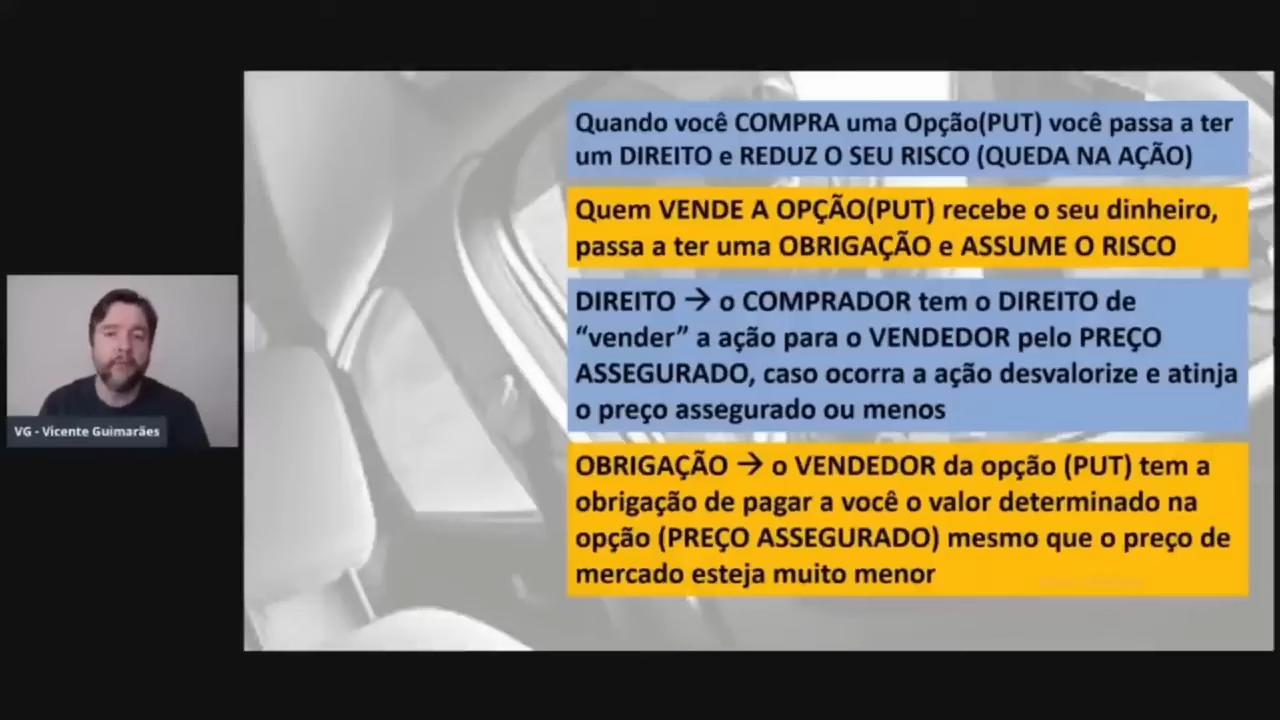 Quando você COMPRA uma Opção(PUT) você passa a ter
um DIREITO e REDUZ O SEU RISCO (QUEDA NA AÇÃO)
Quem VENDE A OPÇÃO(PUT) recebe o seu dinheiro,
passa a ter uma OBRIGAÇÃO e ASSUME O RISCO
DIREITO → o COMPRADOR tem o DIREITO de
“vender” a ação para o VENDEDOR pelo PREÇO
ASSEGURADO, caso ocorra a ação desvalorize e atinja
o preço assegurado ou menos
OBRIGAÇÃO → o VENDEDOR da opção (PUT) tem a
obrigação de pagar a você o valor determinado na
opção (PREÇO ASSEGURADO) mesmo que o preço de
mercado esteja muito menor
VG - Vicente Guimarães